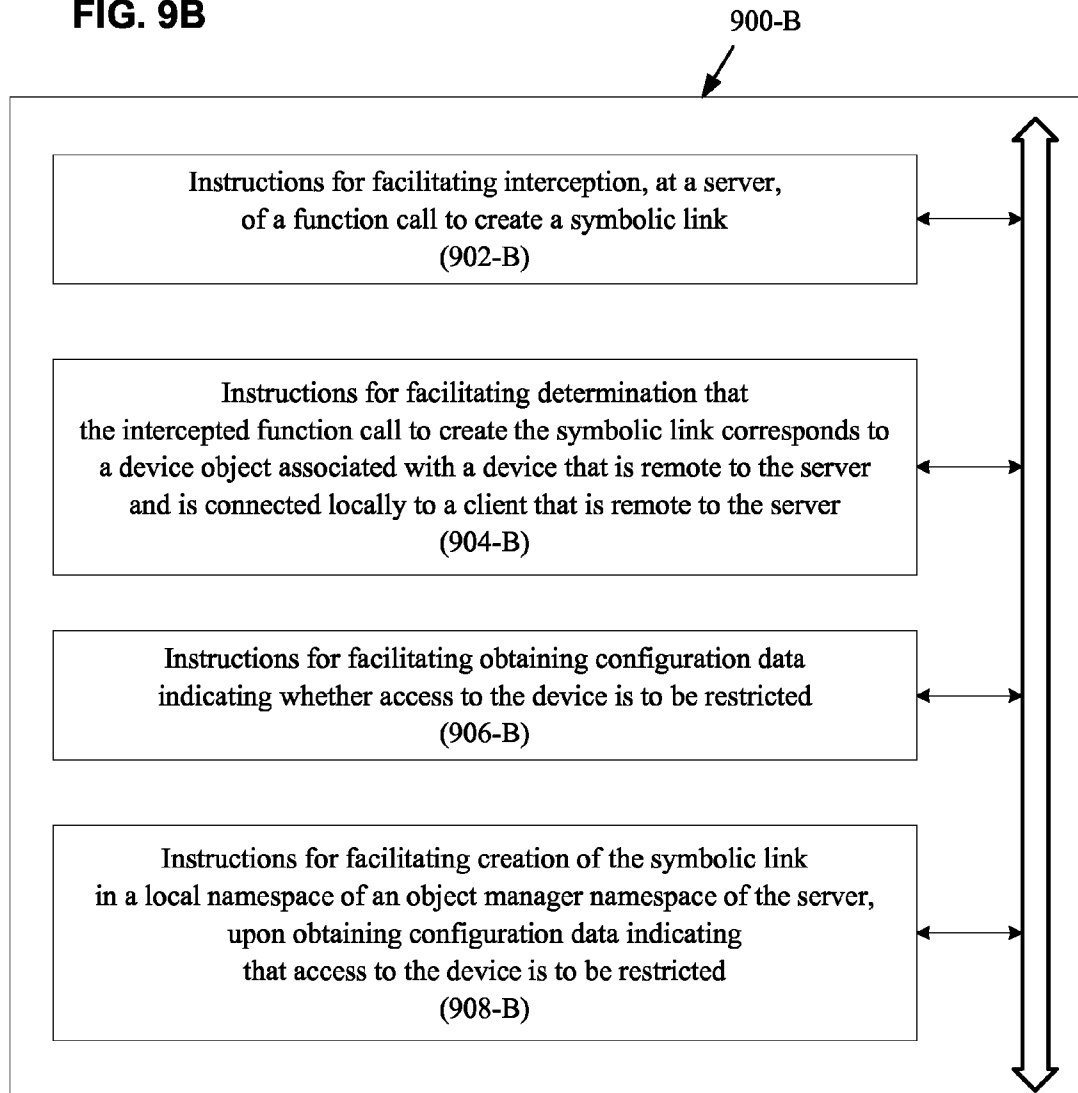 FIG. 9B
900-B
Instructions for facilitating interception, at a server,
of a function call to create a symbolic link
(902-B)
Instructions for facilitating determination that
the intercepted function call to create the symbolic link corresponds to
a device object associated with a device that is remote to the server
and is connected locally to a client that is remote to the server
(904-B)
Instructions for facilitating obtaining configuration data
indicating whether access to the device is to be restricted
(906-B)
Instructions for facilitating creation of the symbolic link
in a local namespace of an object manager namespace of the server,
upon obtaining configuration data indicating
that access to the device is to be restricted
(908-B)